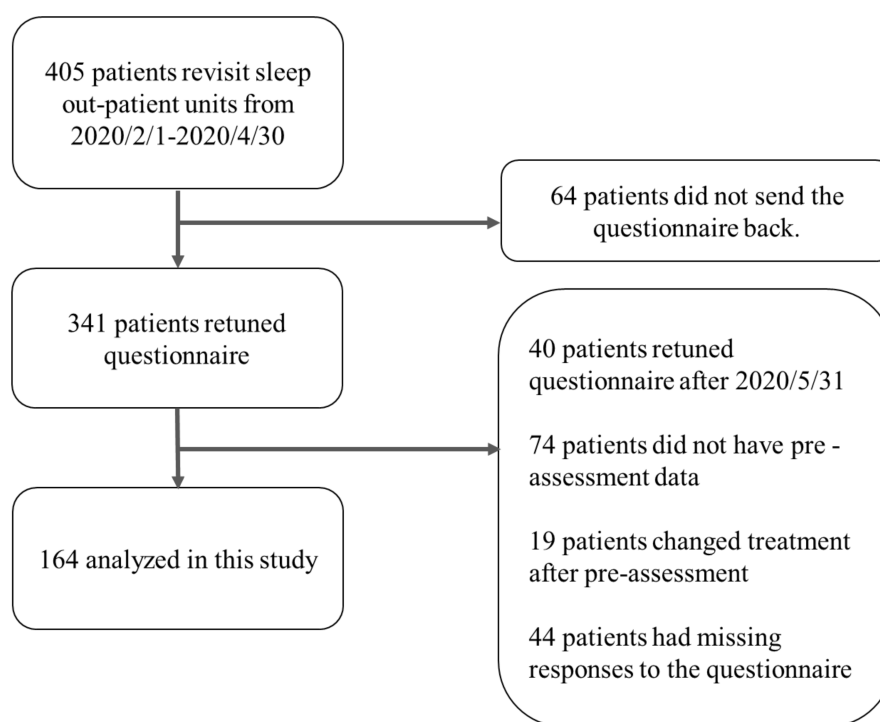 405 patients revisit sleep
out-patient units from
2020/2/1-2020/4/30
64 patients did not send the
questionnaire back.
341 patients retuned
questionnaire
40 patients retuned
questionnaire after 2020/5/31
74 patients did not have pre -
assessment data
19 patients changed treatment
after pre-assessment
44 patients had missing
responses to the questionnaire
164 analyzed in this study